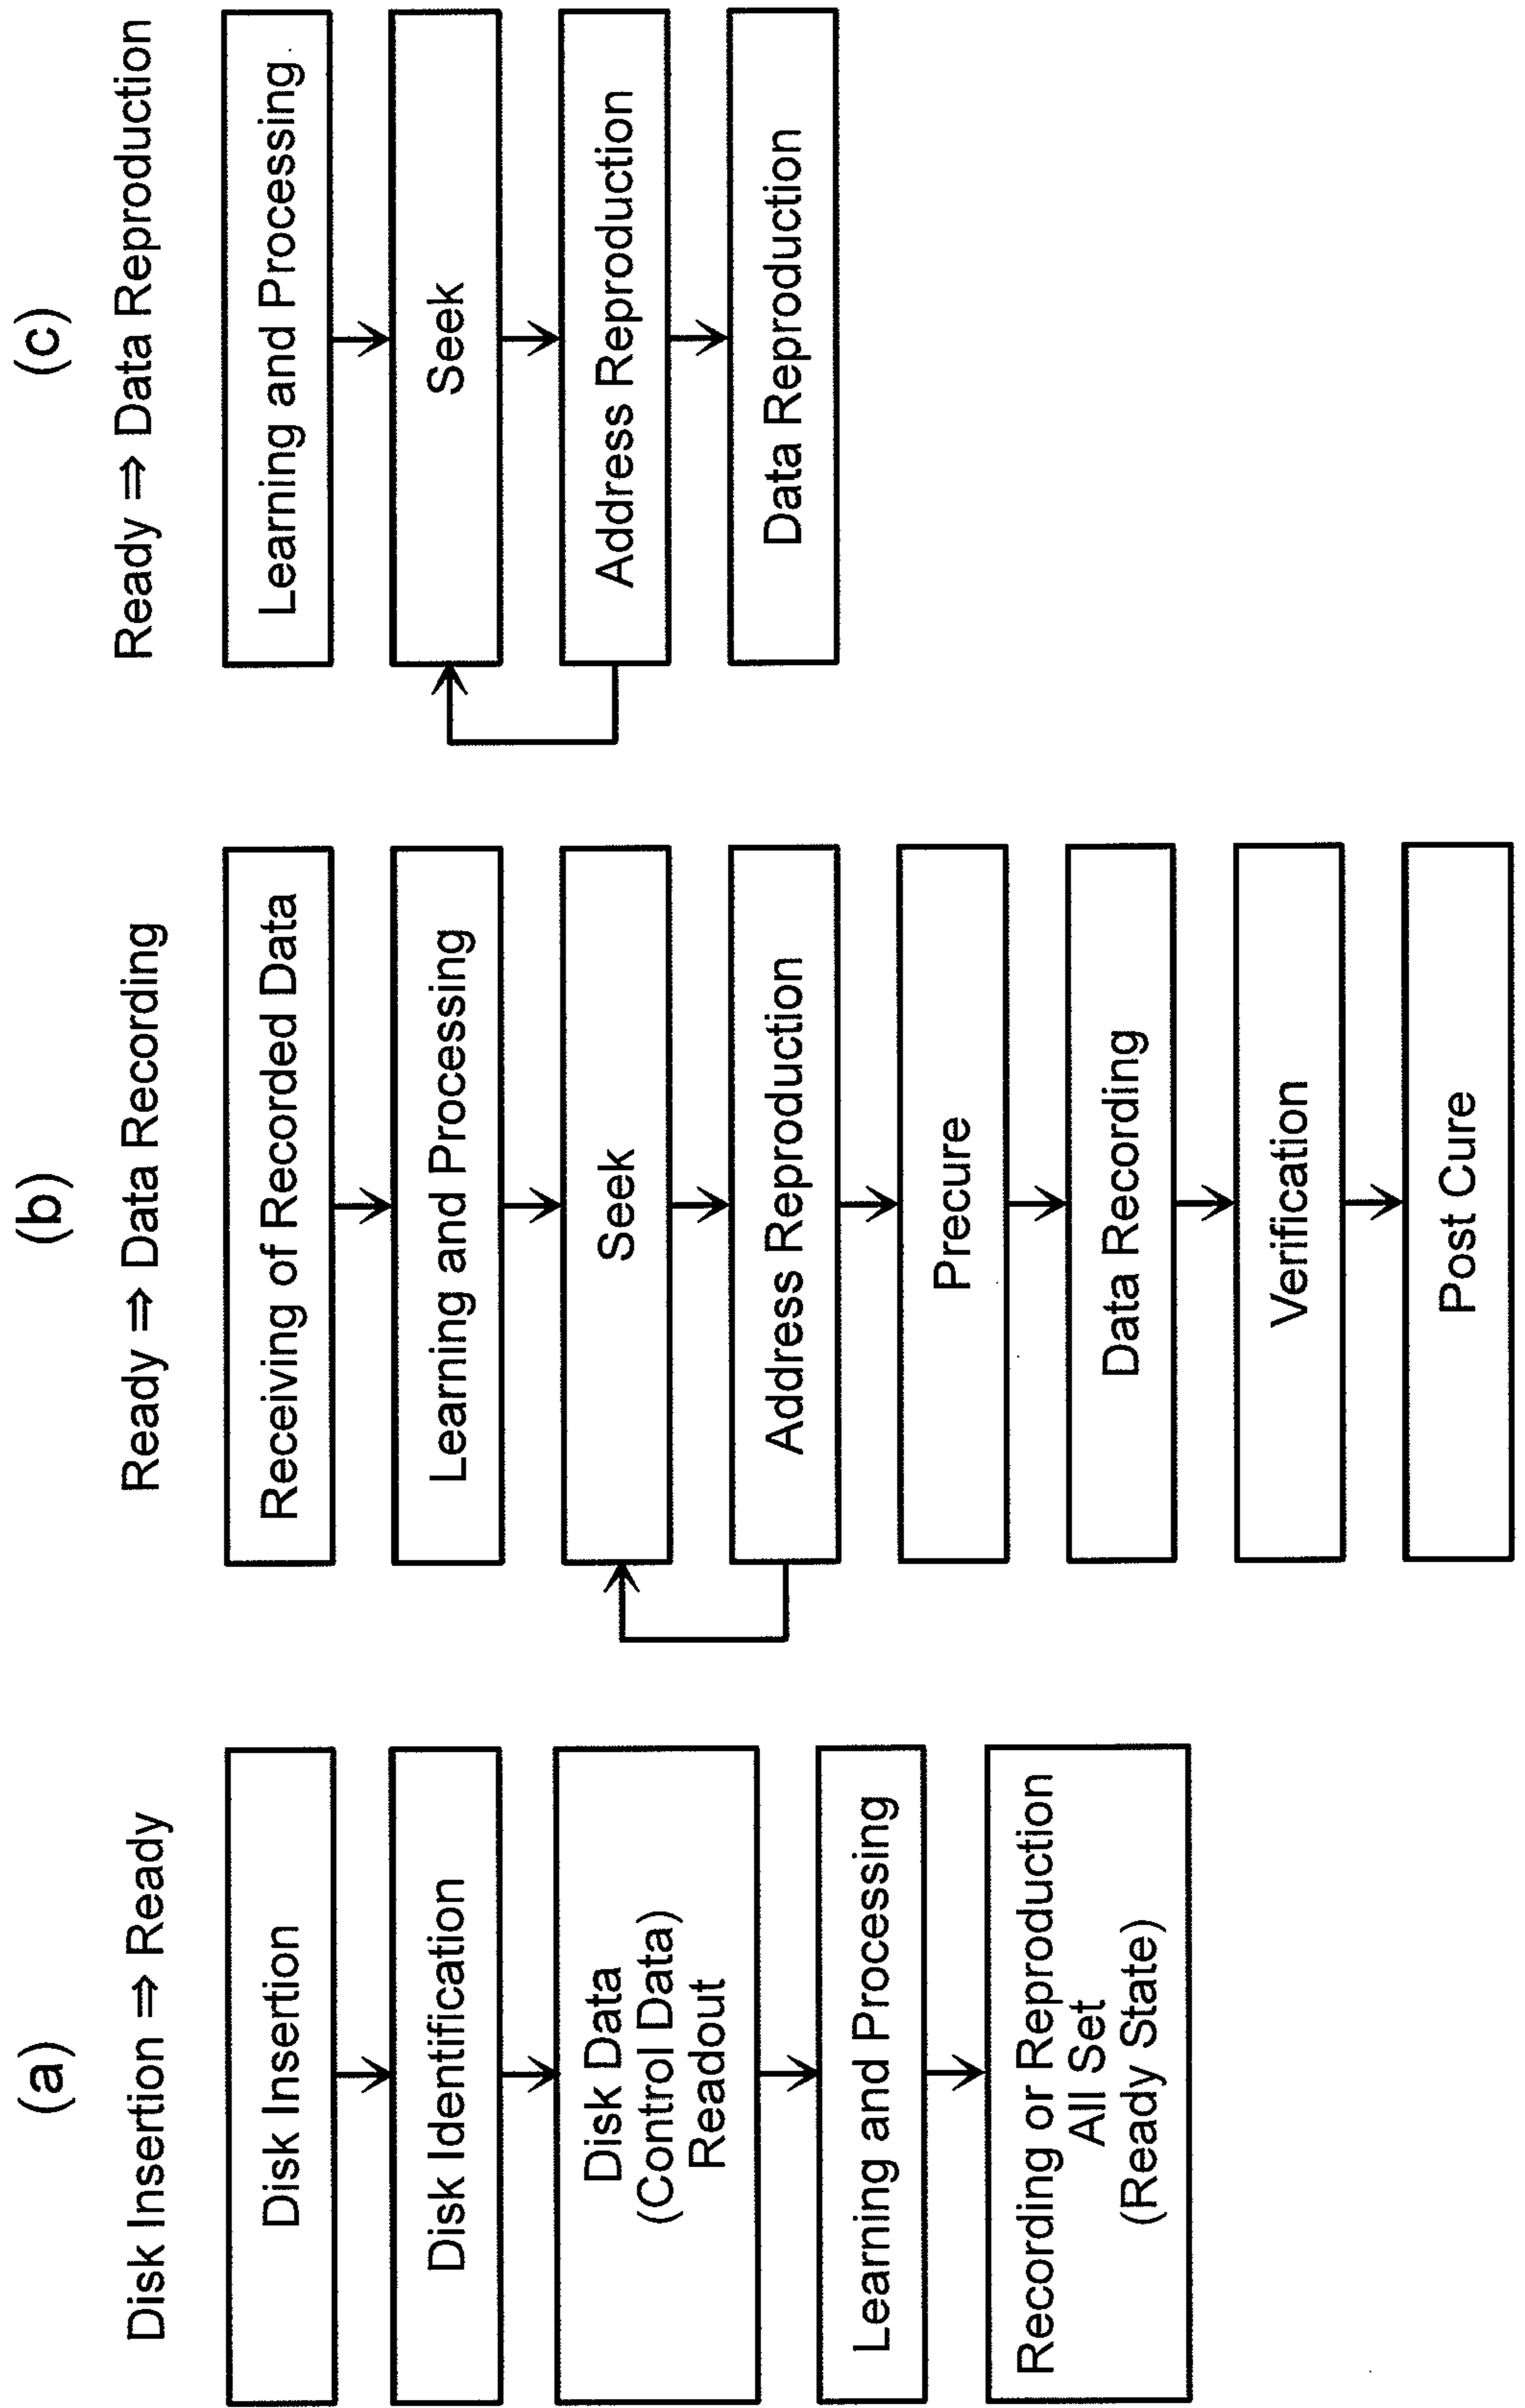 (a)
Disk Insertion ⇒ Ready
Disk Insertion
Disk Identification
Disk Data
(Control Data)
Readout
Learning and Processing
Recording or Reproduction
All Set
(Ready State)
(b)
Ready ⇒ Data Recording
Receiving of Recorded Data
Learning and Processing
Seek
Address Reproduction
Precure
Data Recording
Verification
Post Cure
(c)
Ready ⇒ Data Reproduction
Learning and Processing
Seek
Address Reproduction
Data Reproduction